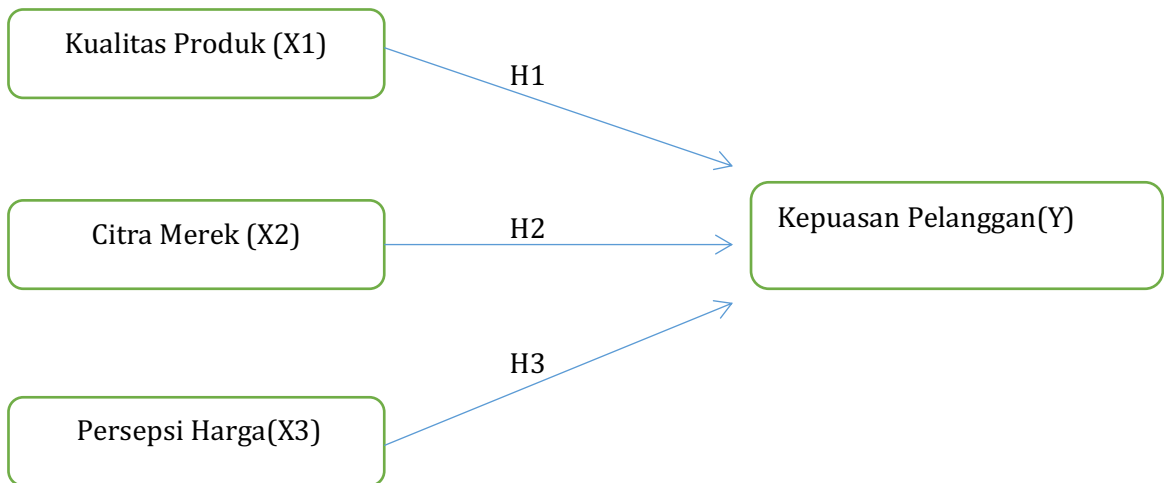 Kualitas Produk (X1)
H1
Citra Merek (X2)
H2
Kepuasan Pelanggan(Y)
H3
Persepsi Harga(X3)